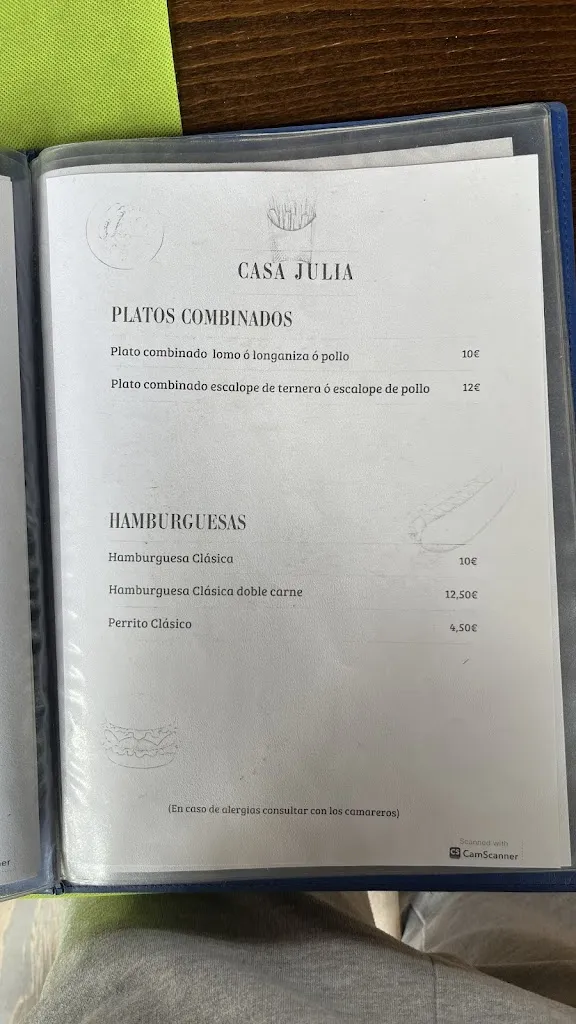 CASA JULIA
PLATOS COMBINADOS
Plato combinado lomo ó longaniza ó pollo 10€
Plato combinado escalope de ternera ó escalope de pollo 12€
HAMBURGUESAS
Hamburguesa Clásica 10€
Hamburguesa Clásica doble carne 12,50€
Perrito Clásico 4,50€
(En caso de alergias consultar con los camareros)
Scanned with
CS CamScanner
er